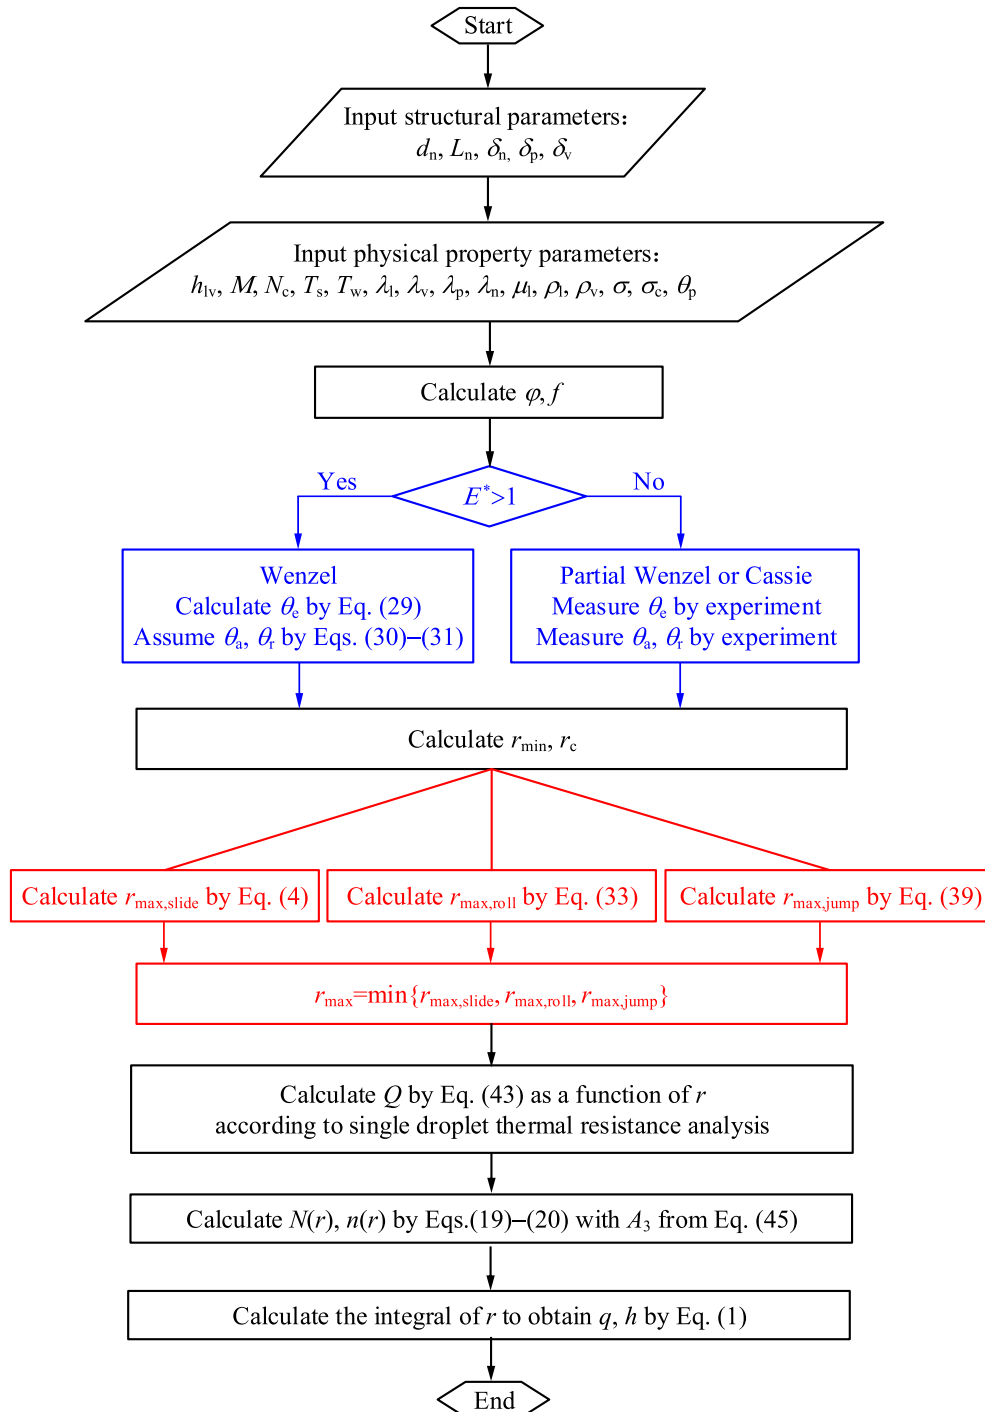 Start
Input structural parameters:
dn, Ln, δn, δp, δv
Input physical property parameters:
hlv, M, Nc, Ts, Tw, λl, λv, λp, λn, μl, ρl, ρv, σ, σc, θp
Calculate φ, f
Yes
E*>1
No
Wenzel
Calculate θe by Eq. (29)
Assume θa, θr by Eqs. (30)–(31)
Partial Wenzel or Cassie
Measure θe by experiment
Measure θa, θr by experiment
Calculate rmin, rc
Calculate rmax,slide by Eq. (4)
Calculate rmax,roll by Eq. (33)
Calculate rmax,jump by Eq. (39)
rmax=min{rmax,slide, rmax,roll, rmax,jump}
Calculate Q by Eq. (43) as a function of r
according to single droplet thermal resistance analysis
Calculate N(r), n(r) by Eqs.(19)–(20) with A3 from Eq. (45)
Calculate the integral of r to obtain q, h by Eq. (1)
End